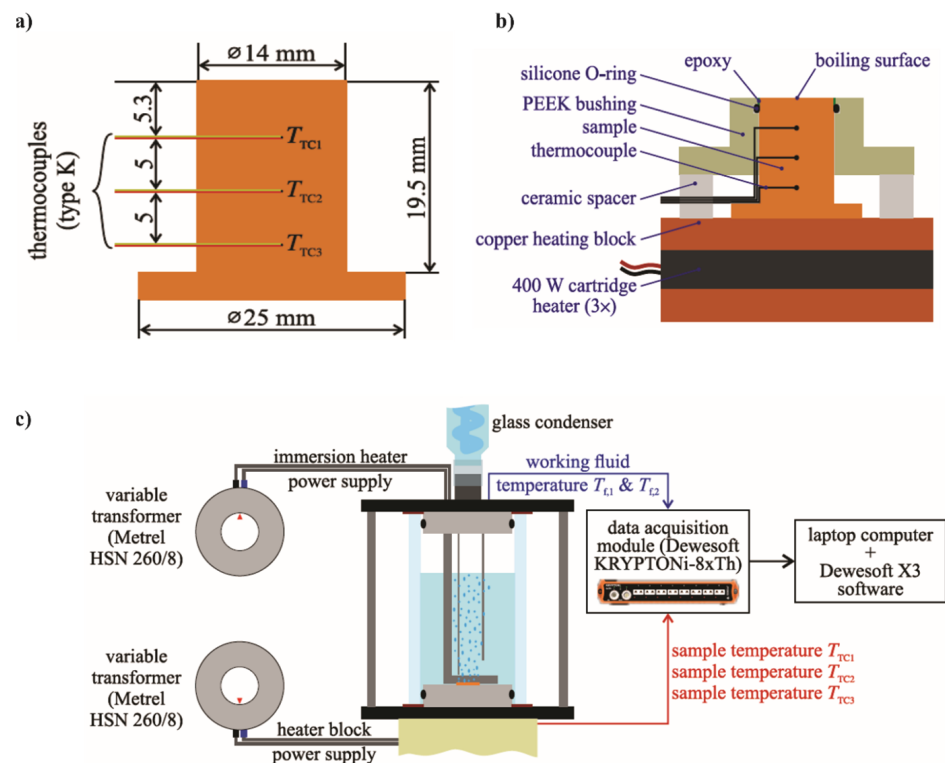 a)
⌀14 mm
5.3
5
5
thermocouples
(type K)
T_TC1
T_TC2
T_TC3
19.5 mm
⌀25 mm
b)
epoxy
boiling surface
silicone O-ring
PEEK bushing
sample
thermocouple
ceramic spacer
copper heating block
400 W cartridge
heater (3×)
c)
glass condenser
immersion heater
power supply
working fluid
temperature T_f,1 & T_f,2
variable
transformer
(Metrel
HSN 260/8)
data acquisition
module (Dewesoft
KRYPTONi-8xTh)
laptop computer
+
Dewesoft X3
software
variable
transformer
(Metrel
HSN 260/8)
sample temperature T_TC1
sample temperature T_TC2
sample temperature T_TC3
heater block
power supply